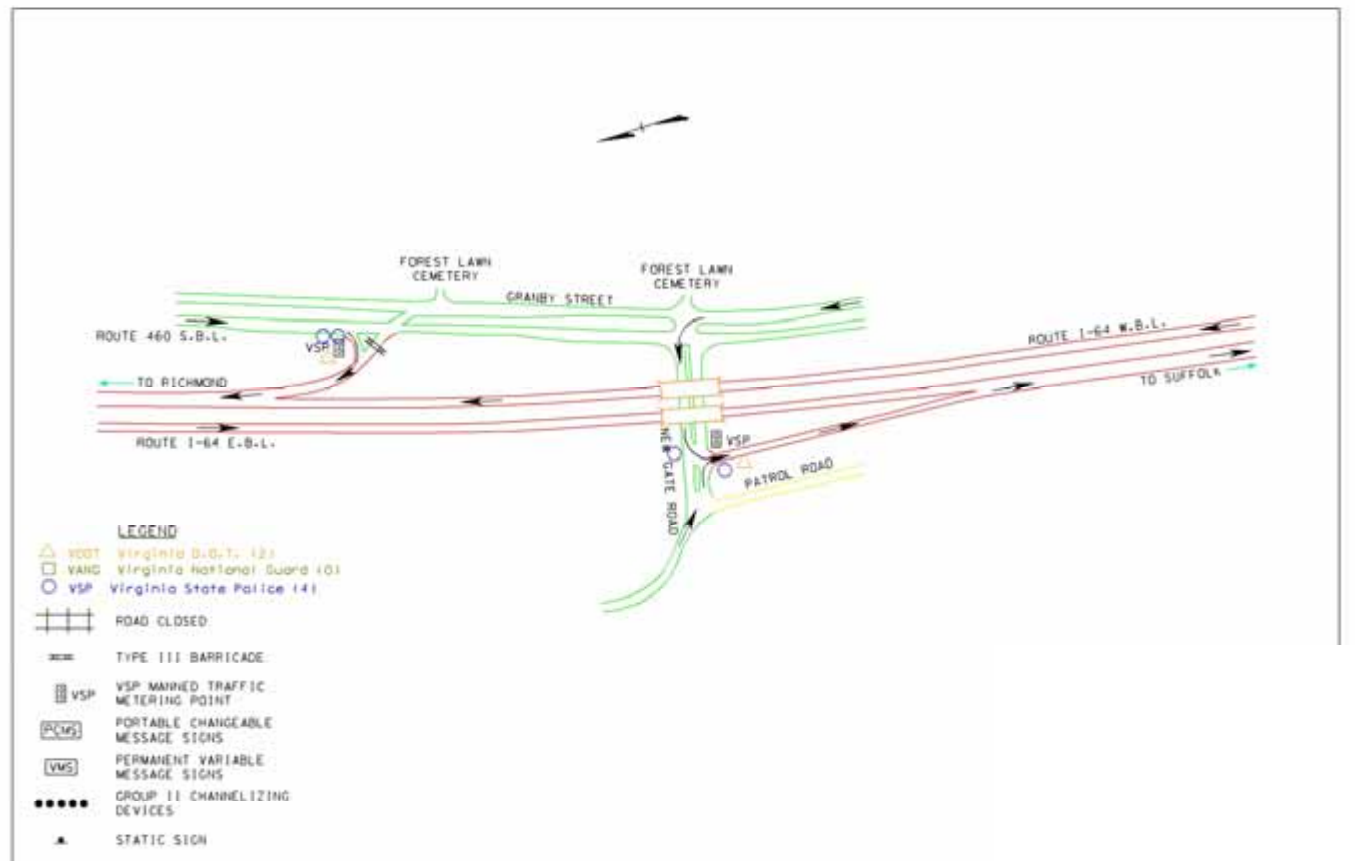 FOREST LAWN
CEMETERY
FOREST LAWN
CEMETERY
GRANBY STREET
ROUTE 460 S.B.L.
VSP
ROUTE I-64 W.B.L.
TO RICHMOND
TO SUFFOLK
ROUTE I-64 E.B.L.
NEW GATE ROAD
VSP
PATROL ROAD
LEGEND
VDOT Virginia D.O.T. (2)
VANG Virginia National Guard (0)
VSP Virginia State Police (4)
ROAD CLOSED
TYPE III BARRICADE
VSP
VSP MANNED TRAFFIC
METERING POINT
PCMS
PORTABLE CHANGEABLE
MESSAGE SIGNS
VMS
PERMANENT VARIABLE
MESSAGE SIGNS
GROUP II CHANNELIZING
DEVICES
STATIC SIGN